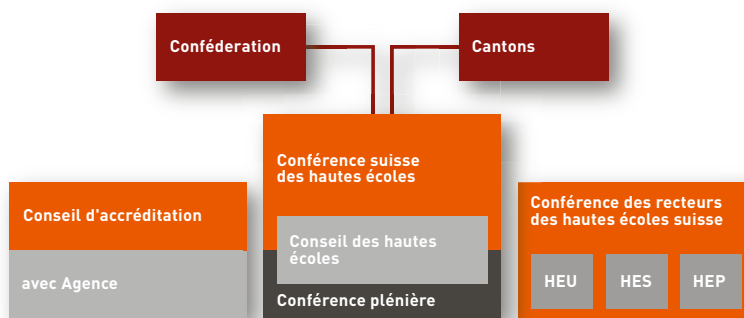 Conféderation
Cantons
Conférence suisse
des hautes écoles
Conseil des hautes
écoles
Conférence plénière
Conseil d'accréditation
avec Agence
Conférence des recteurs
des hautes écoles suisse
HEU
HES
HEP